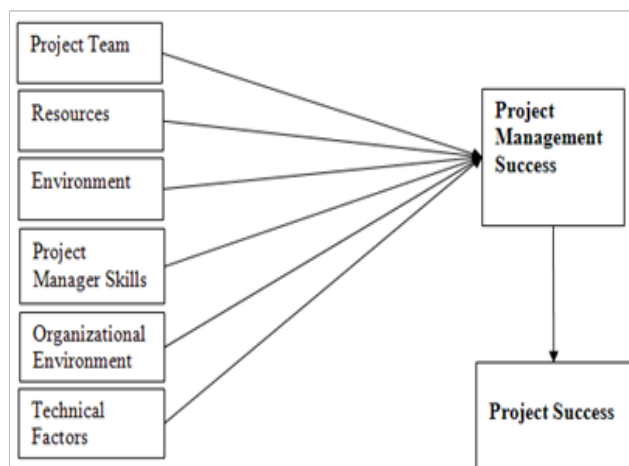 Project Team
Resources
Environment
Project
Manager Skills
Organizational
Environment
Technical
Factors
Project
Management
Success
Project Success